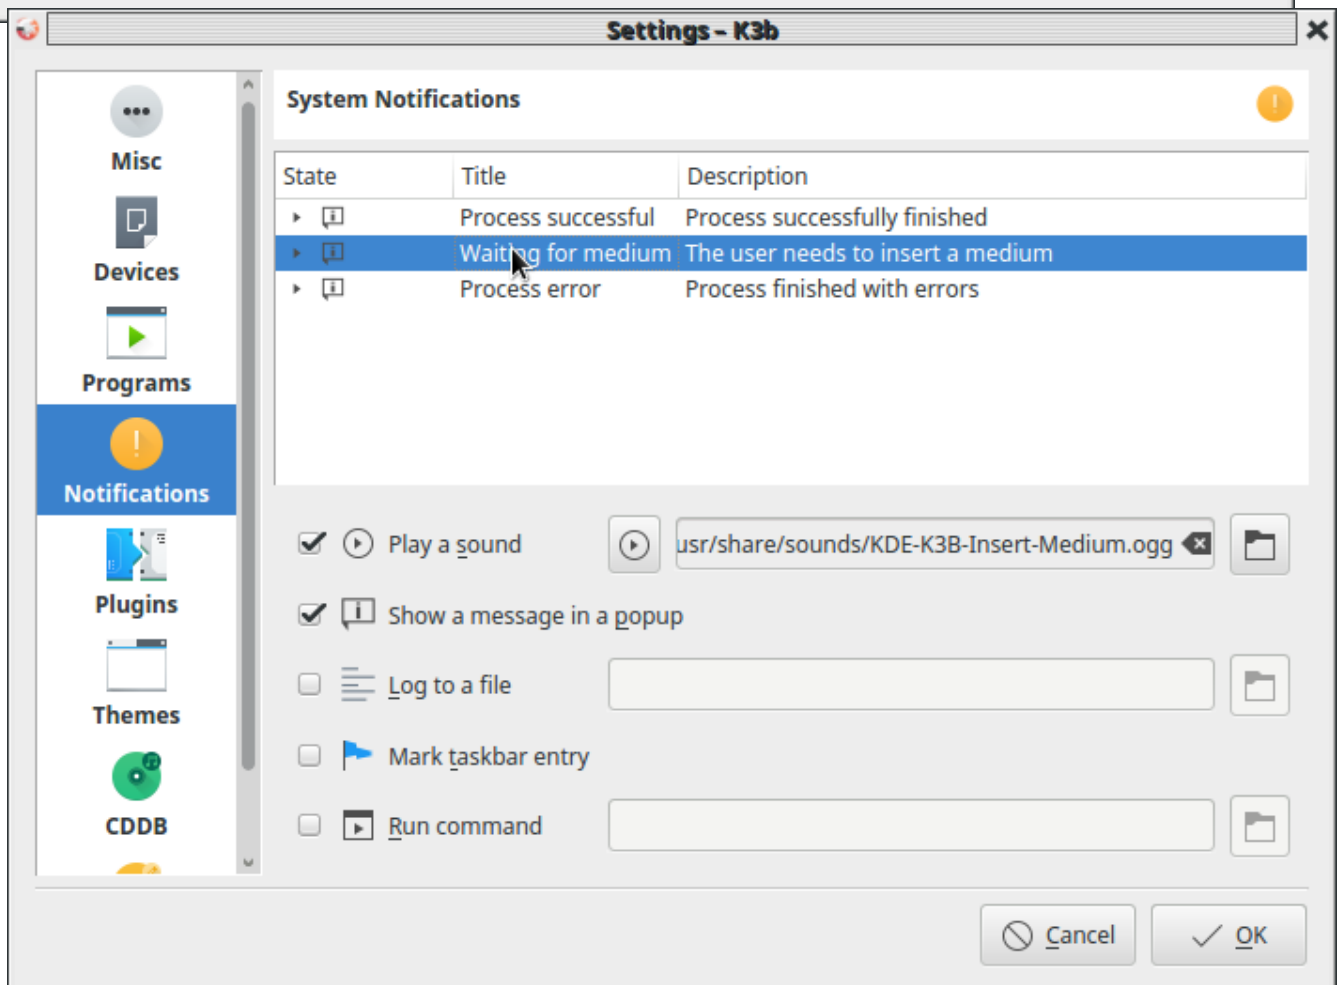 Settings – K3b
Misc
Devices
Programs
Notifications
Plugins
Themes
CDDB
System Notifications
State Title Description
Process successful Process successfully finished
Waiting for medium The user needs to insert a medium
Process error Process finished with errors
Play a sound usr/share/sounds/KDE-K3B-Insert-Medium.ogg
Show a message in a popup
Log to a file
Mark taskbar entry
Run command
Cancel OK